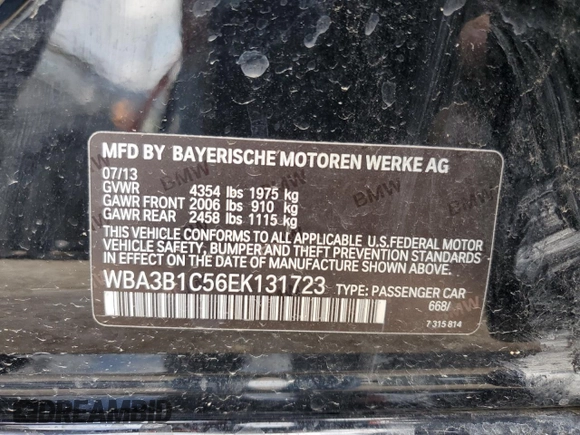 MFD BY BAYERISCHE MOTOREN WERKE AG
07/13
GVWR 4354 lbs 1975 kg
GAWR FRONT 2006 lbs 910 kg
GAWR REAR 2458 lbs 1115 kg
THIS VEHICLE CONFORMS TO ALL APPLICABLE U.S.FEDERAL MOTOR
VEHICLE SAFETY, BUMPER AND THEFT PREVENTION STANDARDS
IN EFFECT ON THE DATE OF MANUFACTURE SHOWN ABOVE.
WBA3B1C56EK131723 TYPE: PASSENGER CAR
668/
7 315 814
DREAMBID